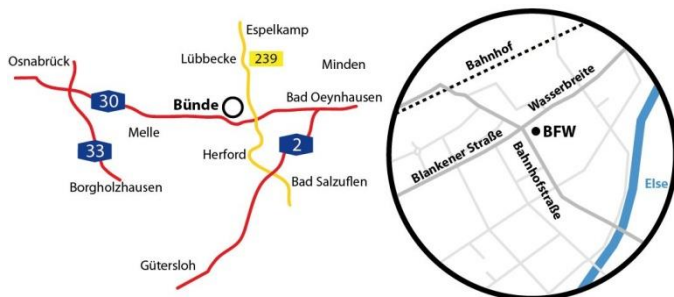 Espelkamp
Osnabrück
Lübbecke
239
Minden
30
Bünde
Bad Oeynhausen
Melle
33
2
Herford
Borgholzhausen
Bad Salzuflen
Gütersloh
Bahnhof
Wasserbreite
BFW
Blankener Straße
Bahnhofstraße
Else